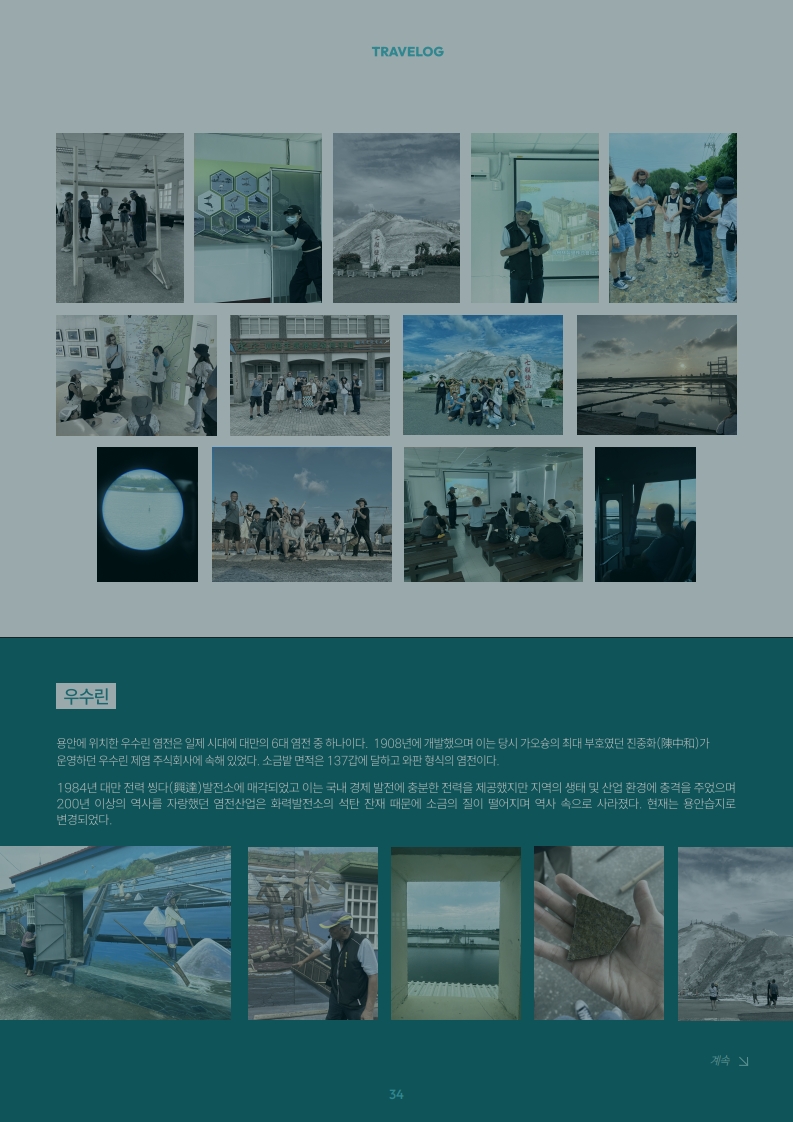 TRAVELOG
七股鹽山
우수린
용안에 위치한 우수린 염전은 일제 시대에 대만의 6대 염전 중 하나이다. 1908년에 개발했으며 이는 당시 가오슝의 최대 부호였던 진중화(陳中和)가
운영하던 우수린 제염 주식회사에 속해 있었다. 소금밭 면적은 137갑에 달하고 와판 형식의 염전이다.
1984년 대만 전력 씽다(興達)발전소에 매각되었고 이는 국내 경제 발전에 충분한 전력을 제공했지만 지역의 생태 및 산업 환경에 충격을 주었으며
200년 이상의 역사를 자랑했던 염전산업은 화력발전소의 석탄 잔재 때문에 소금의 질이 떨어지며 역사 속으로 사라졌다. 현재는 용안습지로
변경되었다.
계속
34